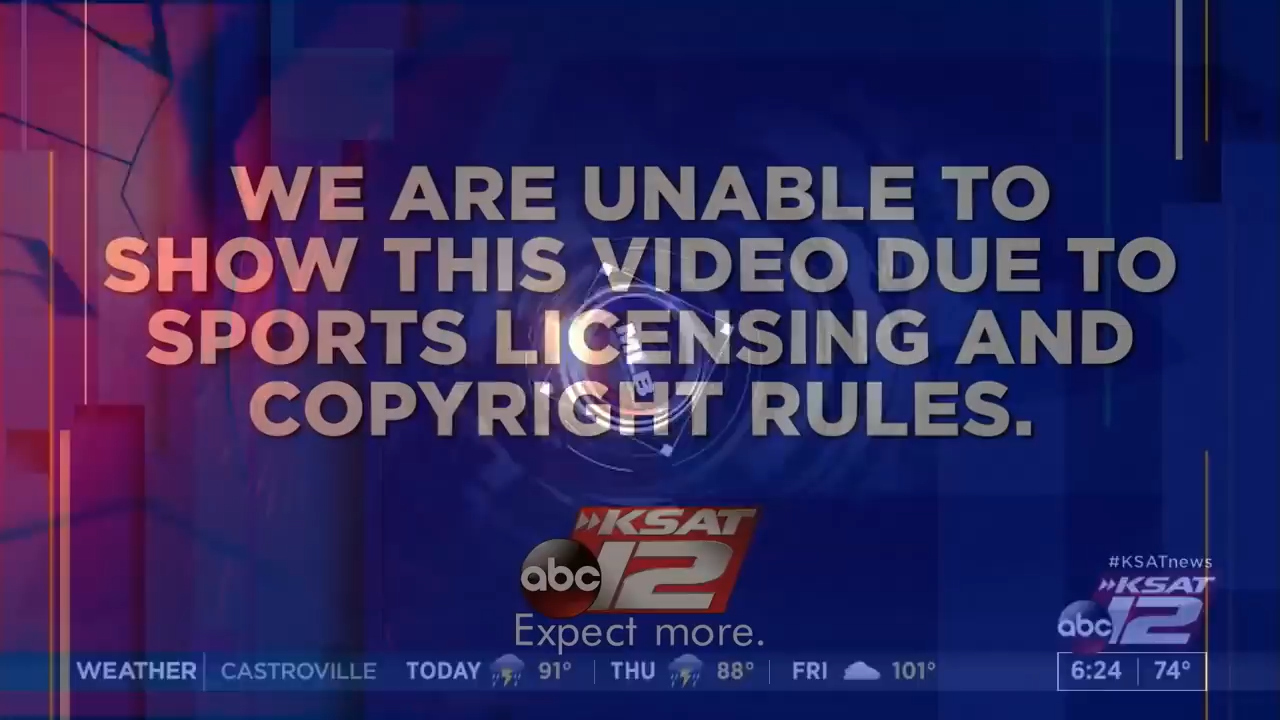 WE ARE UNABLE TO
SHOW THIS VIDEO DUE TO
SPORTS LICENSING AND
COPYRIGHT RULES.
MLB
KSAT
abc 12
Expect more.
#KSATnews
KSAT
abc 12
WEATHER CASTROVILLE TODAY 91° THU 88° FRI 101° 6:24 74°